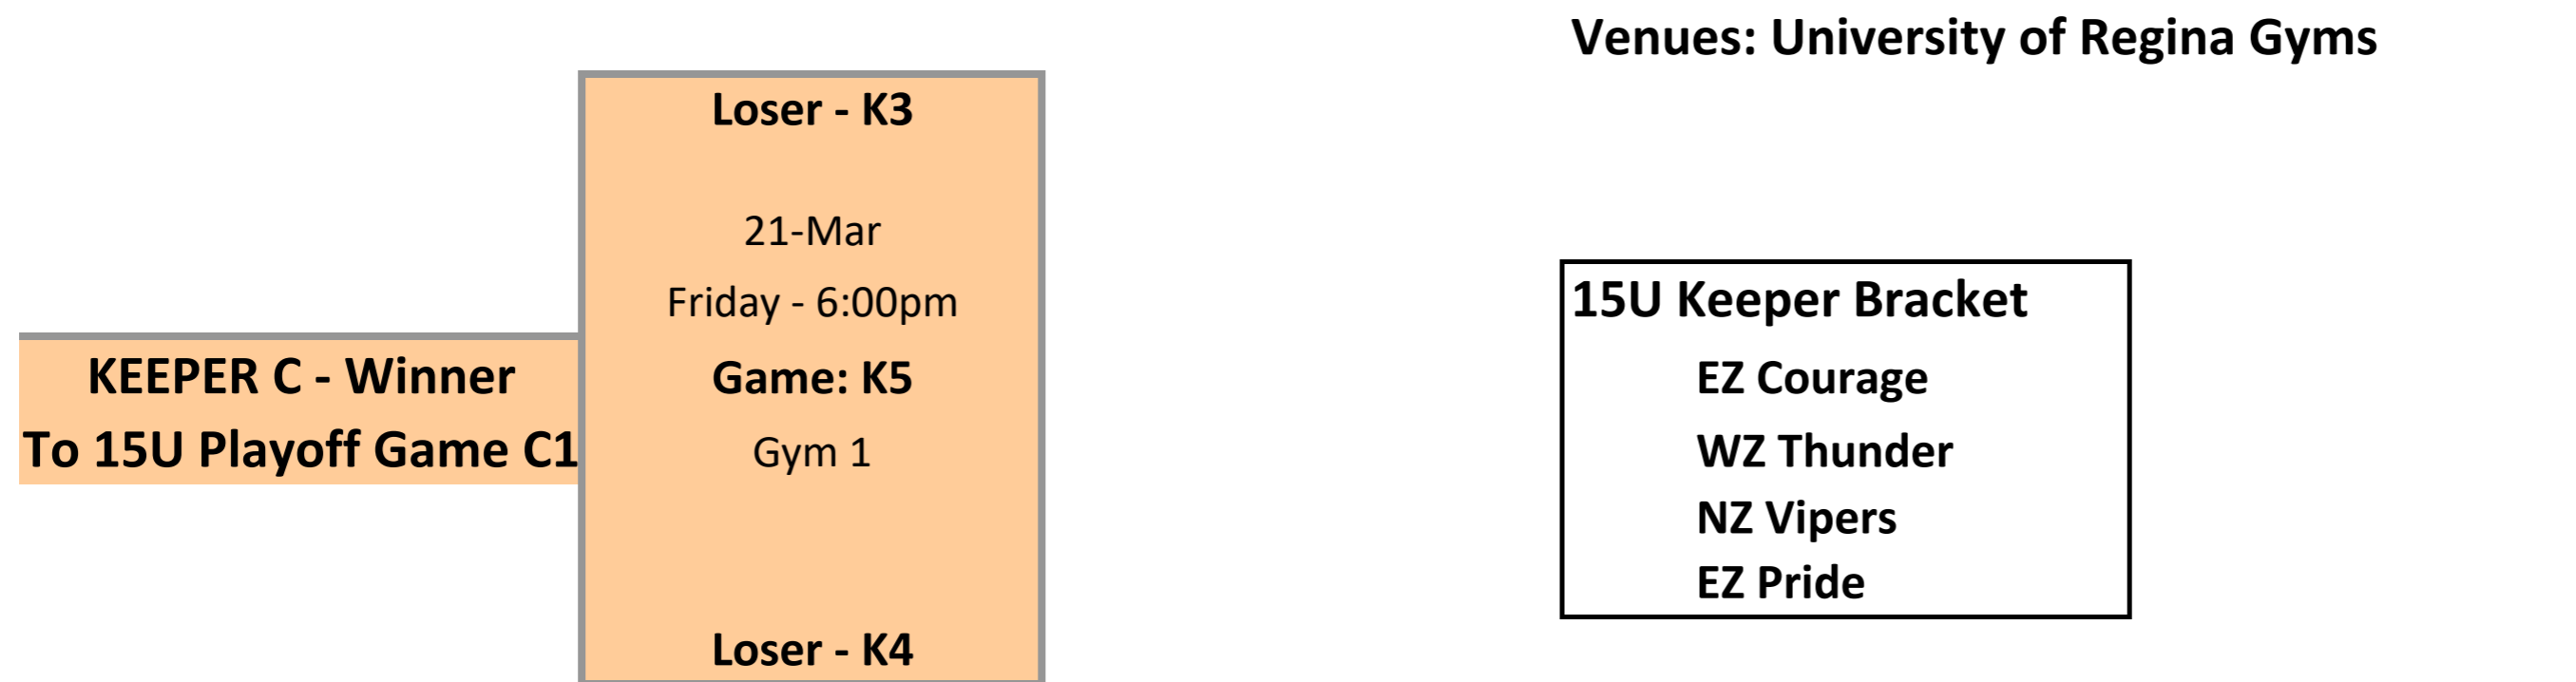 Venues: University of Regina Gyms
Loser - K3
21-Mar
Friday - 6:00pm
Game: K5
Gym 1
Loser - K4
KEEPER C - Winner
To 15U Playoff Game C1
15U Keeper Bracket
EZ Courage
WZ Thunder
NZ Vipers
EZ Pride